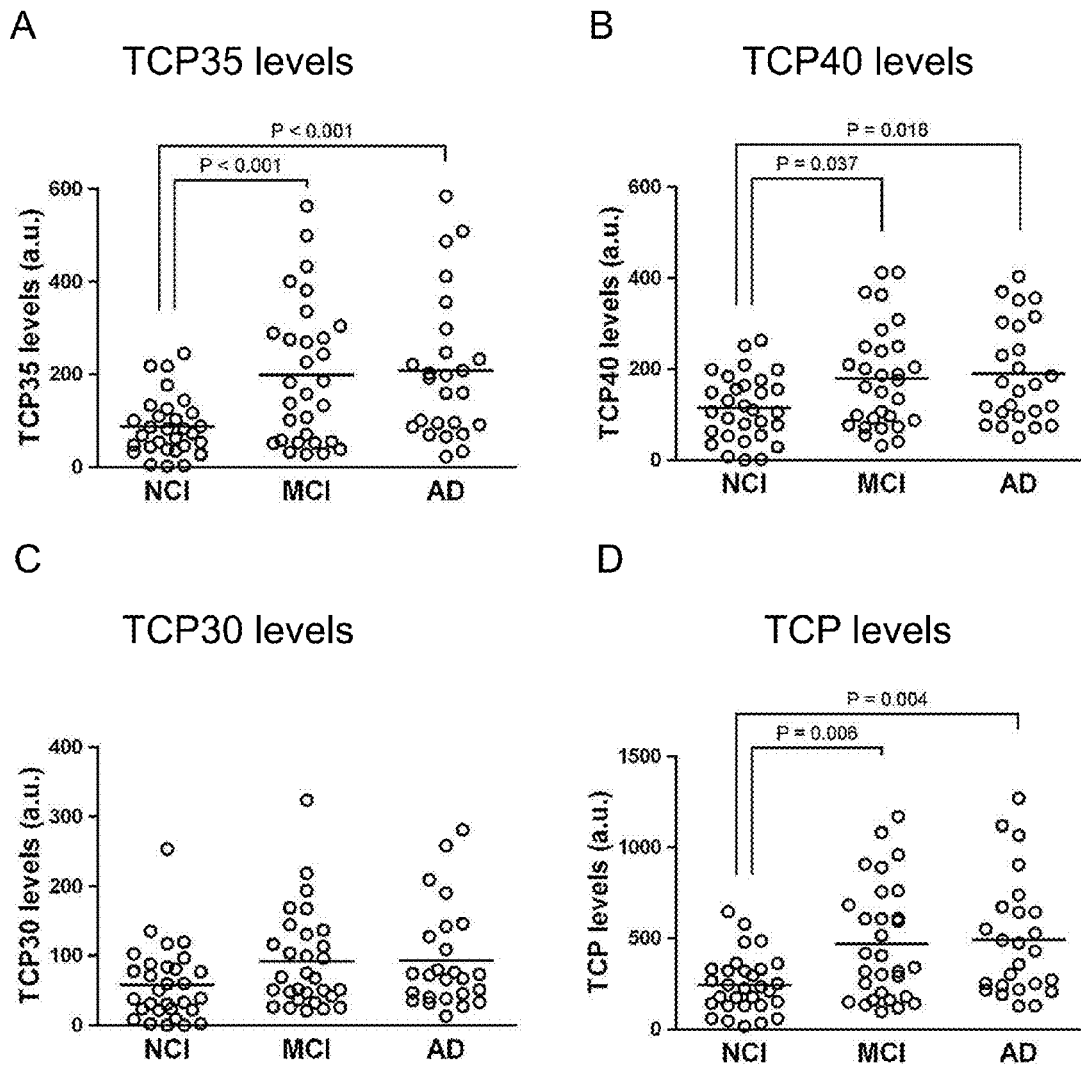 A
TCP35 levels
P < 0.001
P < 0.001
TCP35 levels (a.u.)
600
400
200
0
NCI MCI AD
B
TCP40 levels
P = 0.018
P = 0.037
TCP40 levels (a.u.)
600
400
200
0
NCI MCI AD
C
TCP30 levels
TCP30 levels (a.u.)
400
300
200
100
0
NCI MCI AD
D
TCP levels
P = 0.004
P = 0.006
TCP levels (a.u.)
1500
1000
500
0
NCI MCI AD